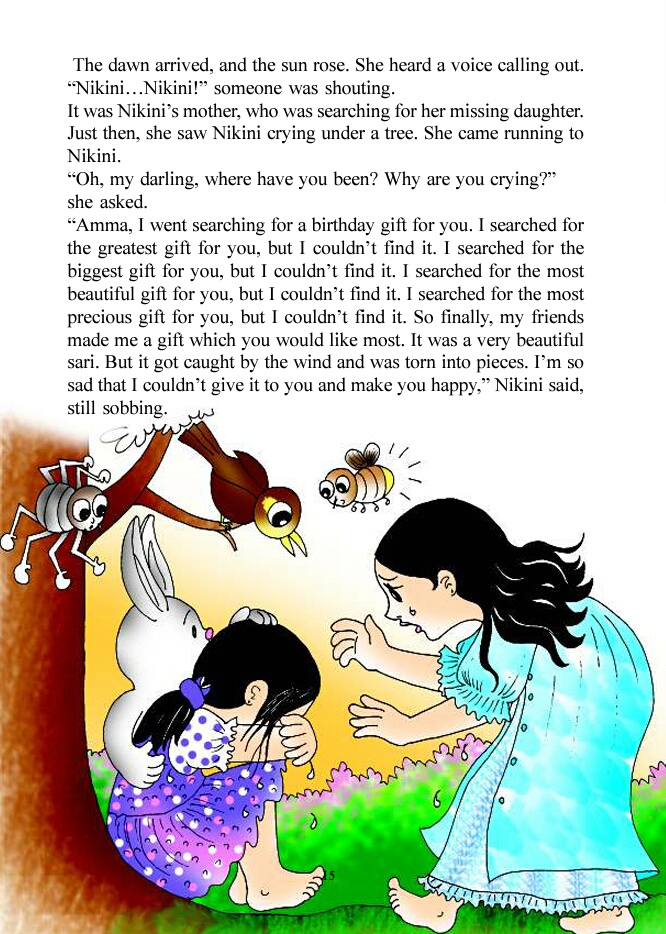 The dawn arrived, and the sun rose. She heard a voice calling out.
“Nikini…Nikini!” someone was shouting.
It was Nikini’s mother, who was searching for her missing daughter.
Just then, she saw Nikini crying under a tree. She came running to
Nikini.
“Oh, my darling, where have you been? Why are you crying?”
she asked.
“Amma, I went searching for a birthday gift for you. I searched for
the greatest gift for you, but I couldn’t find it. I searched for the
biggest gift for you, but I couldn’t find it. I searched for the most
beautiful gift for you, but I couldn’t find it. I searched for the most
precious gift for you, but I couldn’t find it. So finally, my friends
made me a gift which you would like most. It was a very beautiful
sari. But it got caught by the wind and was torn into pieces. I’m so
sad that I couldn’t give it to you and make you happy,” Nikini said,
still sobbing.
15